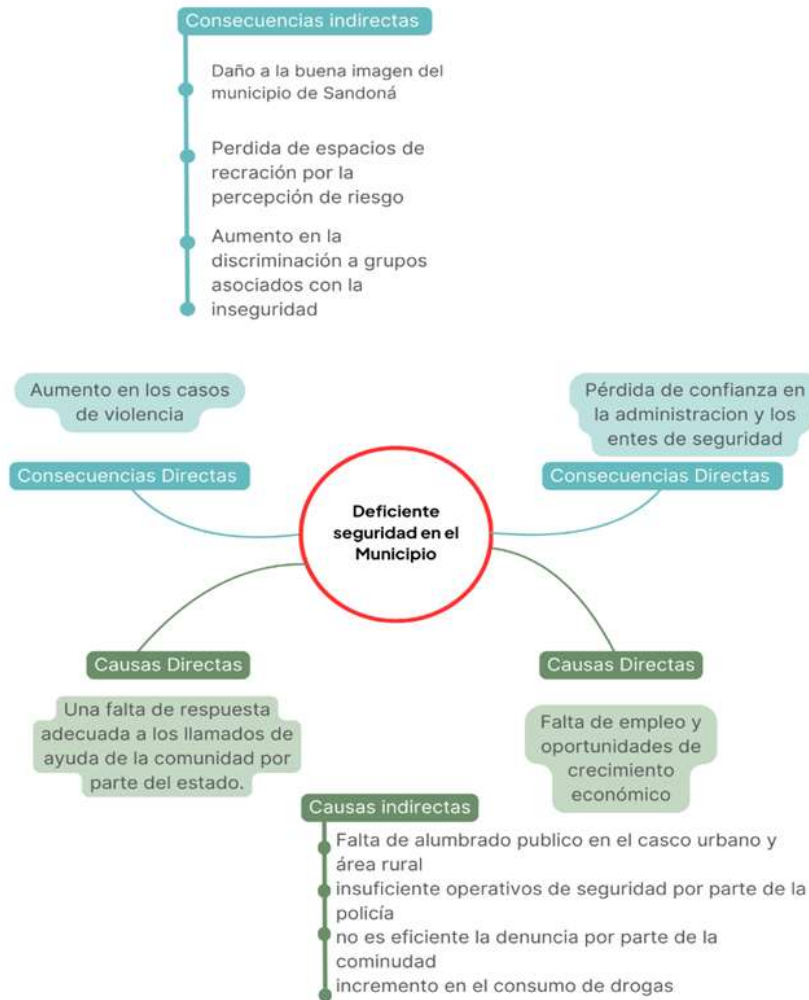 Consecuencias indirectas
Daño a la buena imagen del
municipio de Sandoná
Perdida de espacios de
recración por la
percepción de riesgo
Aumento en la
discriminación a grupos
asociados con la
inseguridad
Aumento en los casos
de violencia
Consecuencias Directas
Pérdida de confianza en
la administracion y los
entes de seguridad
Consecuencias Directas
Deficiente
seguridad en el
Municipio
Causas Directas
Una falta de respuesta
adecuada a los llamados de
ayuda de la comunidad por
parte del estado.
Causas Directas
Falta de empleo y
oportunidades de
crecimiento
económico
Causas indirectas
Falta de alumbrado publico en el casco urbano y
área rural
insuficiente operativos de seguridad por parte de la
policía
no es eficiente la denuncia por parte de la
cominudad
incremento en el consumo de drogas